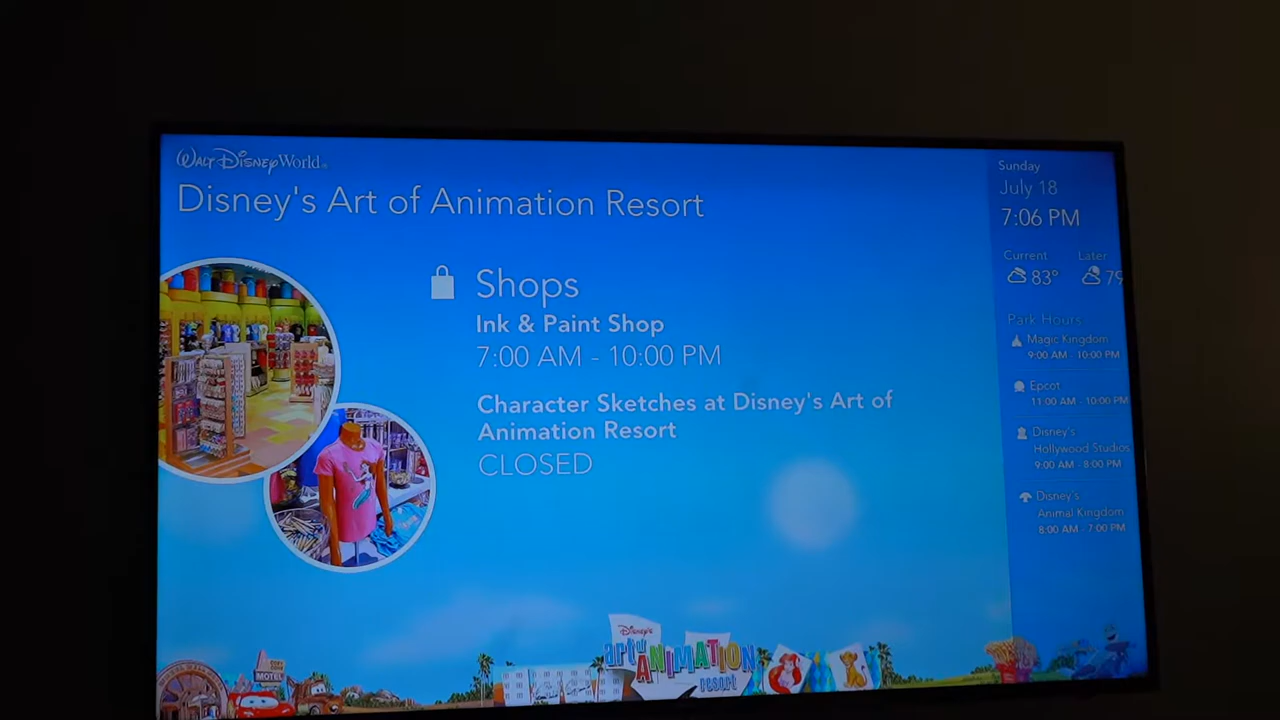 Walt Disney World
Disney's Art of Animation Resort
Shops
Ink & Paint Shop
7:00 AM - 10:00 PM
Character Sketches at Disney's Art of
Animation Resort
CLOSED
Sunday
July 18
7:06 PM
Current Later
83° 79
Park Hours
Magic Kingdom
9:00 AM - 10:00 PM
Epcot
11:00 AM - 10:00 PM
Disney's
Hollywood Studios
9:00 AM - 8:00 PM
Disney's
Animal Kingdom
8:00 AM - 7:00 PM
MOTEL
Disney's
art of ANIMATION
resort